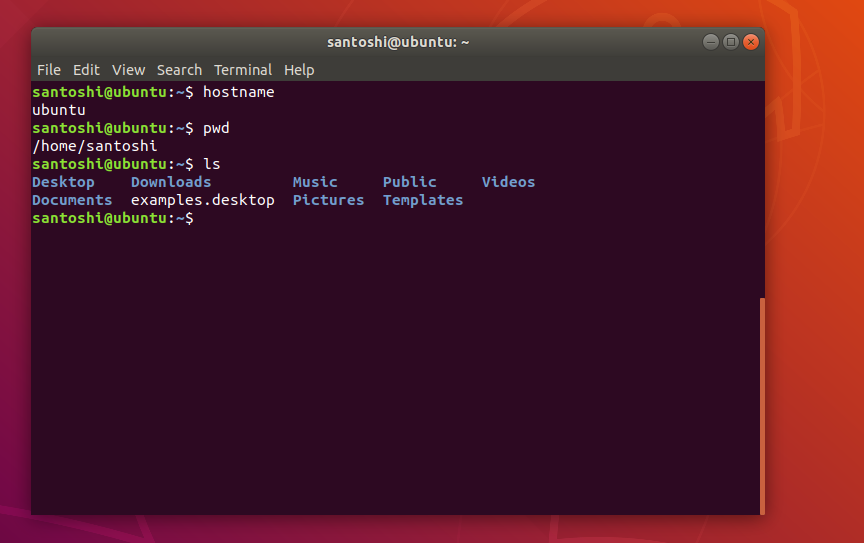 santoshi@ubuntu: ~
File Edit View Search Terminal Help
santoshi@ubuntu:~$ hostname
ubuntu
santoshi@ubuntu:~$ pwd
/home/santoshi
santoshi@ubuntu:~$ ls
Desktop    Downloads         Music     Public     Videos
Documents  examples.desktop  Pictures  Templates
santoshi@ubuntu:~$